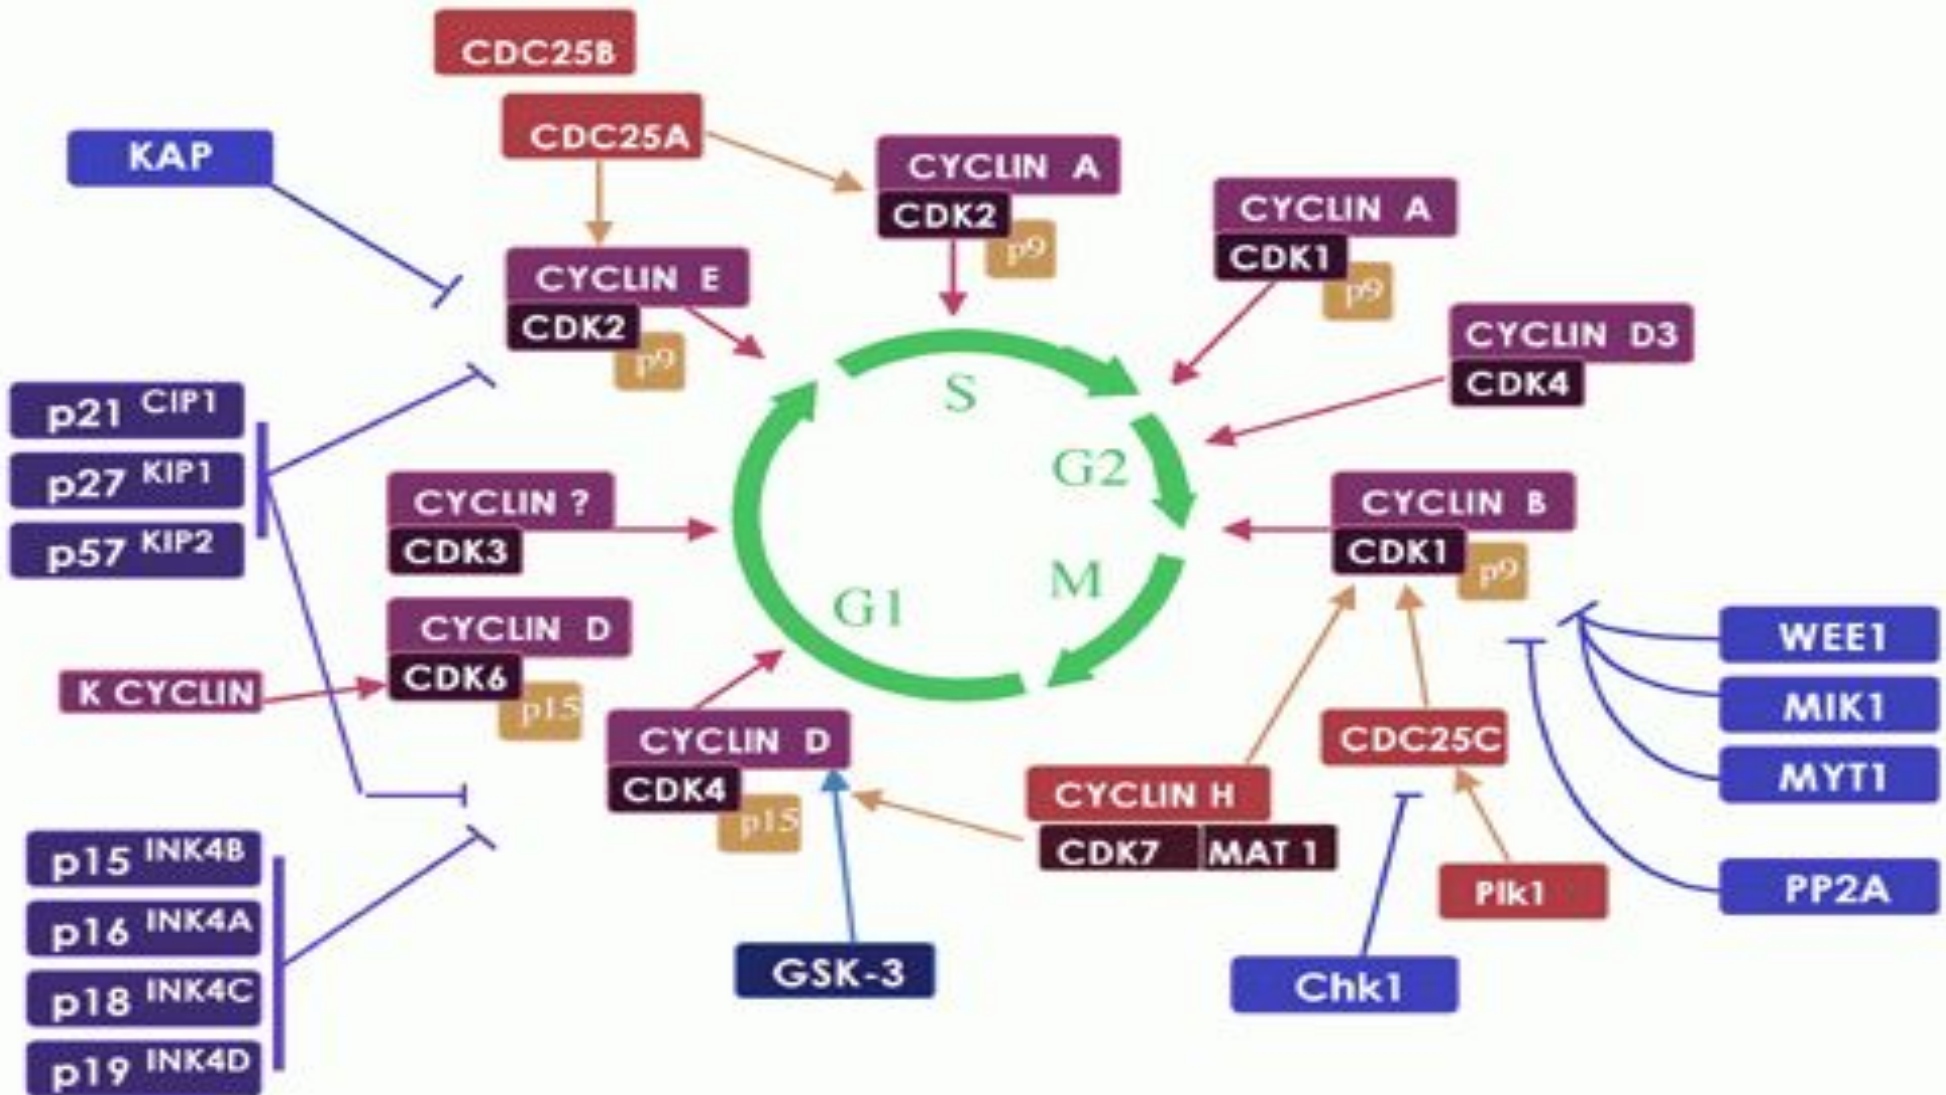 CDC25B
CDC25A
KAP
CYCLIN A
CDK2
p9
CYCLIN A
CDK1
p9
CYCLIN E
CDK2
p9
CYCLIN D3
CDK4
S
G2
M
G1
p21 CIP1
p27 KIP1
p57 KIP2
CYCLIN ?
CDK3
CYCLIN B
CDK1
p9
CYCLIN D
CDK6
p15
K CYCLIN
CYCLIN D
CDK4
p15
CYCLIN H
CDK7 MAT 1
CDC25C
WEE1
MIK1
MYT1
PP2A
Plk1
Chk1
GSK-3
p15 INK4B
p16 INK4A
p18 INK4C
p19 INK4D